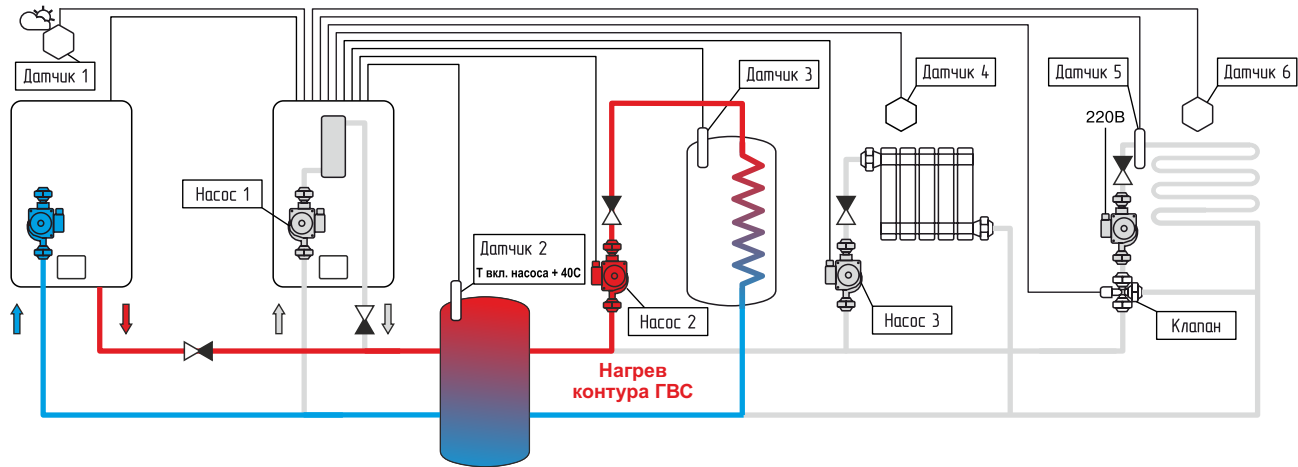 Датчик 1
Датчик 3
Датчик 4
Датчик 5
Датчик 6
220В
Насос 1
Датчик 2
Т вкл. насоса + 40С
Насос 2
Насос 3
Клапан
Нагрев
контура ГВС